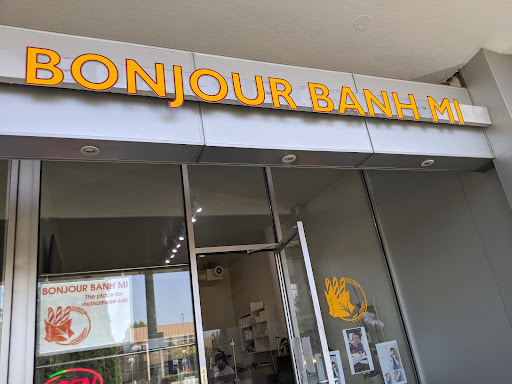 BONJOUR BANH MI
BONJOUR BANH MI
The place for
vietnamese sub